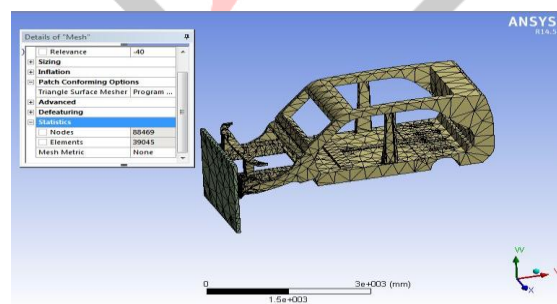 ANSYS
R14.5
Details of "Mesh"
Relevance -40
Sizing
Inflation
Patch Conforming Options
Triangle Surface Mesher Program ...
Advanced
Defeaturing
Statistics
Nodes 88469
Elements 39045
Mesh Metric None
0 3e+003 (mm)
1.5e+003
X